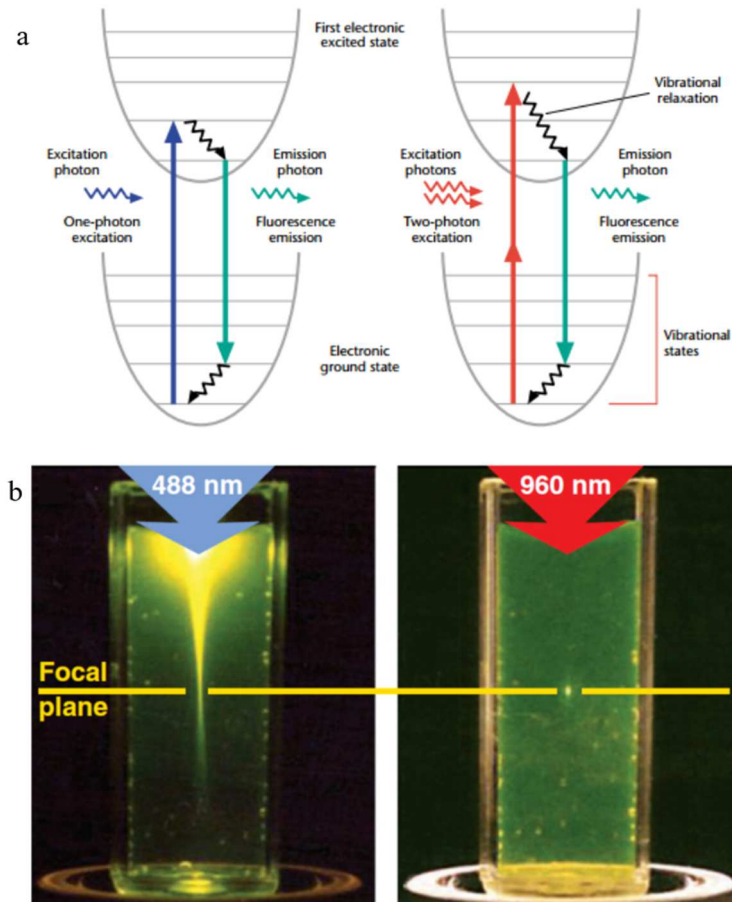 a
First electronic
excited state
Vibrational
relaxation
Excitation
photon
One-photon
excitation
Emission
photon
Fluorescence
emission
Excitation
photons
Two-photon
excitation
Emission
photon
Fluorescence
emission
Electronic
ground state
Vibrational
states
b
488 nm
960 nm
Focal
plane